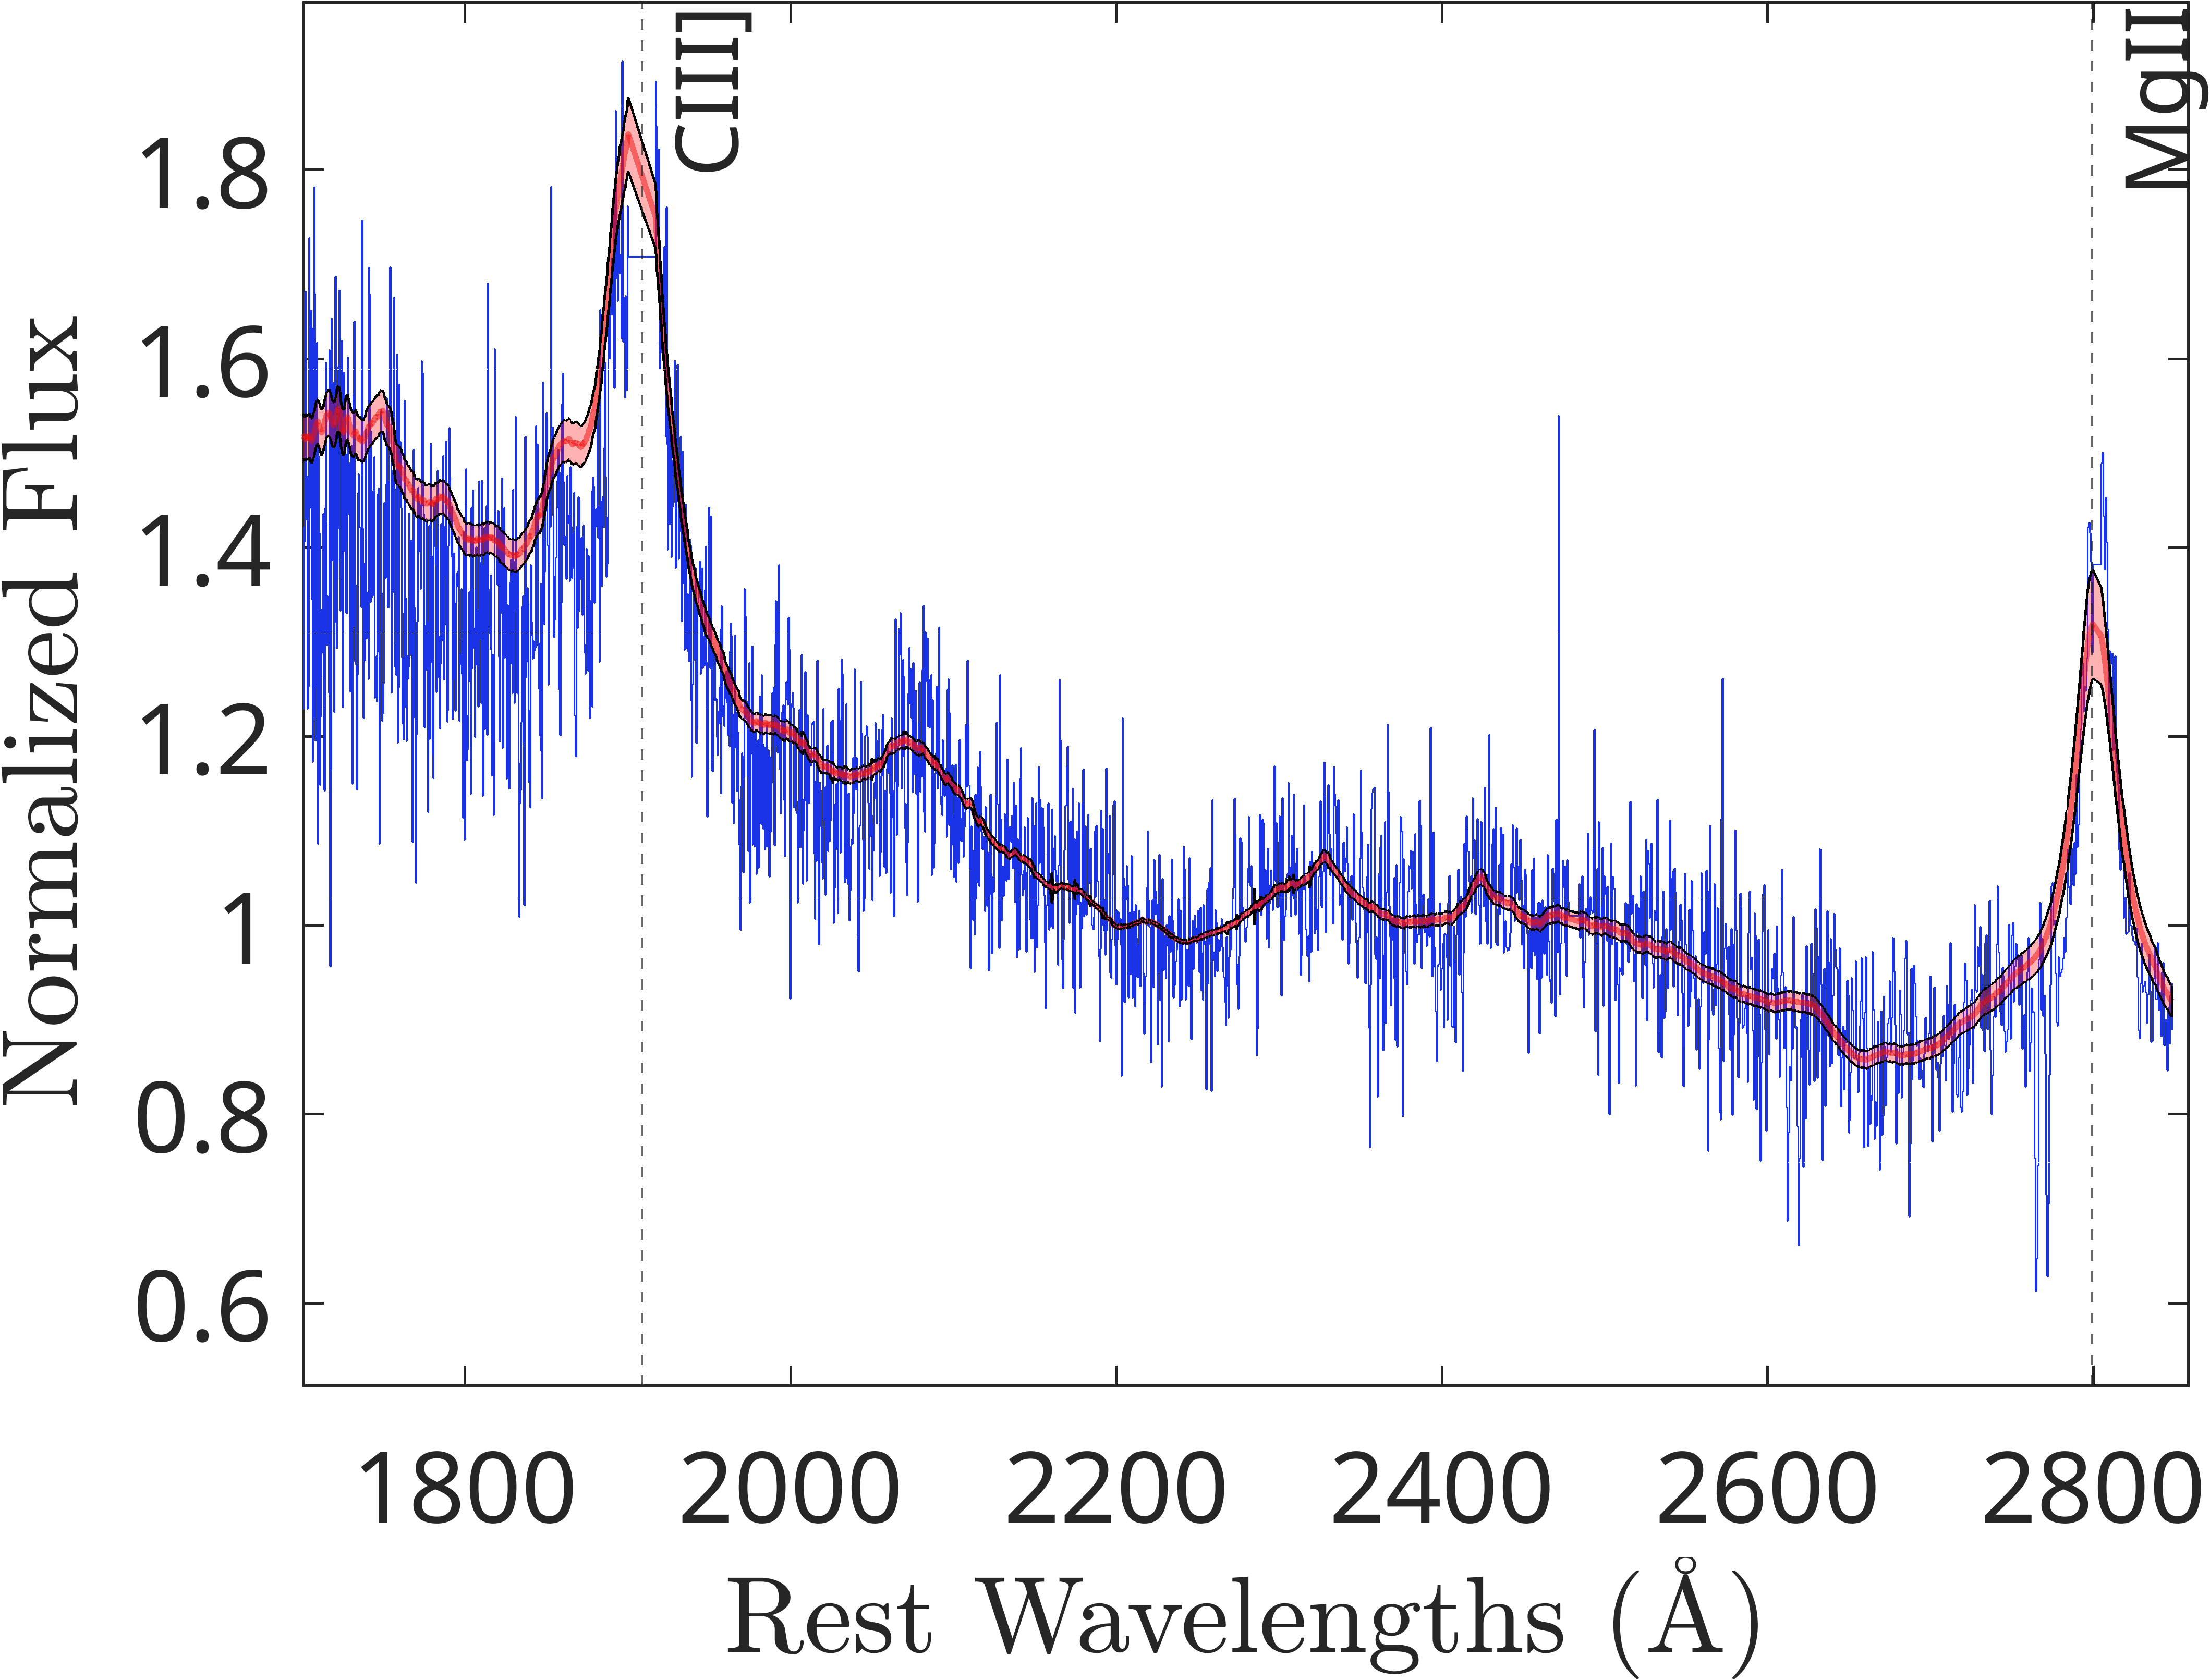 CIII]
MgII
1.8
1.6
1.4
1.2
1
0.8
0.6
Normalized Flux
1800 2000 2200 2400 2600 2800
Rest Wavelengths (Å)